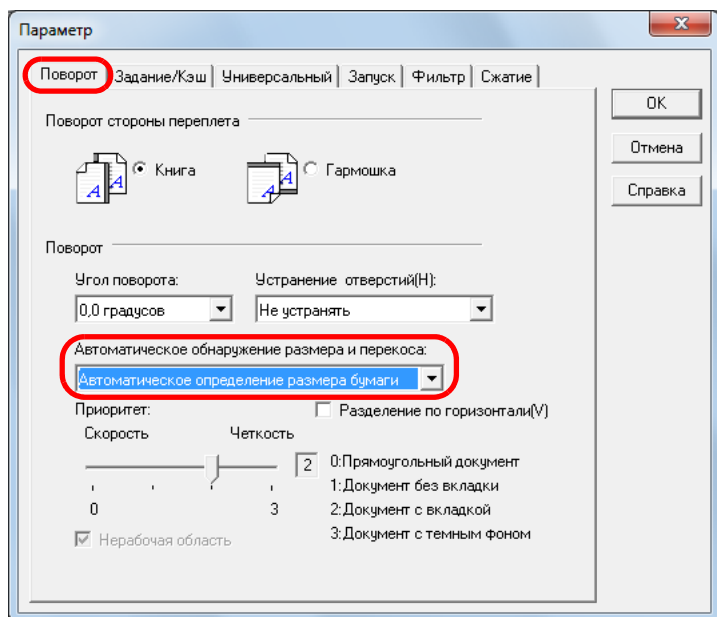 Параметр
Поворот Задание/Кэш Универсальный Запуск Фильтр Сжатие
OK
Отмена
Справка
Поворот стороны переплета
A A Книга A Гармошка
Поворот
Угол поворота: Устранение отверстий(H):
0,0 градусов Не устранять
Автоматическое обнаружение размера и перекоса:
Автоматическое определение размера бумаги
Приоритет: Разделение по горизонтали(V)
Скорость Четкость
2 0:Прямоугольный документ
1:Документ без вкладки
0 3 2:Документ с вкладкой
3:Документ с темным фоном
Нерабочая область